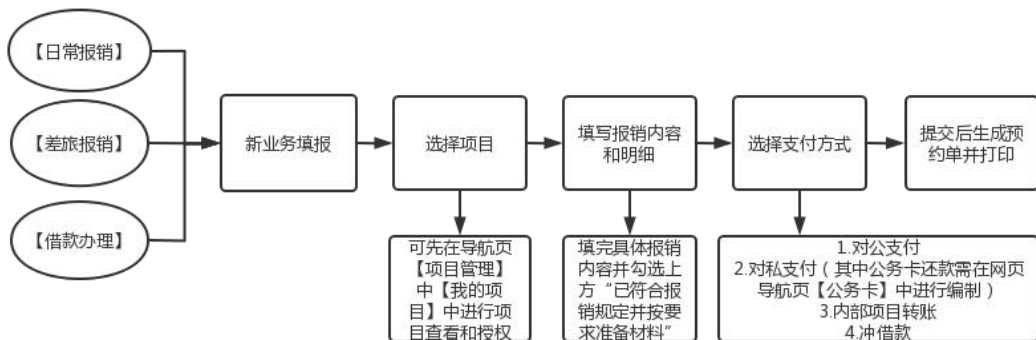 【日常报销】
【差旅报销】
【借款办理】
新业务填报
选择项目
填写报销内容
和明细
选择支付方式
提交后生成预
约单并打印
可先在导航页
【项目管理】
中【我的项
目】中进行项
目查看和授权
填完具体报销
内容并勾选上
方“已符合报
销规定并按要
求准备材料”
1.对公支付
2.对私支付（其中公务卡还款需在网页
导航页【公务卡】中进行编制）
3.内部项目转账
4.冲借款